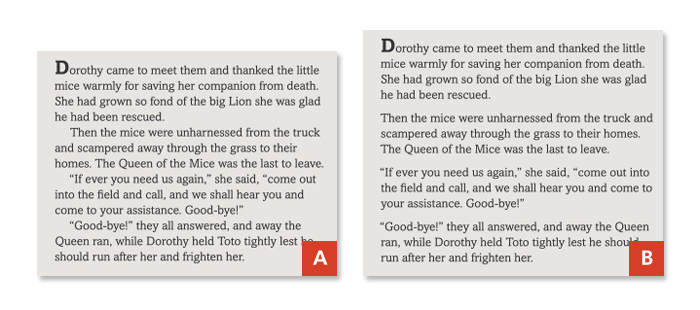 Dorothy came to meet them and thanked the little
mice warmly for saving her companion from death.
She had grown so fond of the big Lion she was glad
he had been rescued.
Then the mice were unharnessed from the truck
and scampered away through the grass to their
homes. The Queen of the Mice was the last to leave.
“If ever you need us again,” she said, “come out
into the field and call, and we shall hear you and
come to your assistance. Good-bye!”
“Good-bye!” they all answered, and away the
Queen ran, while Dorothy held Toto tightly lest he
should run after her and frighten her.
A
Dorothy came to meet them and thanked the little
mice warmly for saving her companion from death.
She had grown so fond of the big Lion she was glad
he had been rescued.
Then the mice were unharnessed from the truck and
scampered away through the grass to their homes.
The Queen of the Mice was the last to leave.
“If ever you need us again,” she said, “come out into
the field and call, and we shall hear you and come to
your assistance. Good-bye!”
“Good-bye!” they all answered, and away the Queen
ran, while Dorothy held Toto tightly lest he should
run after her and frighten her.
B